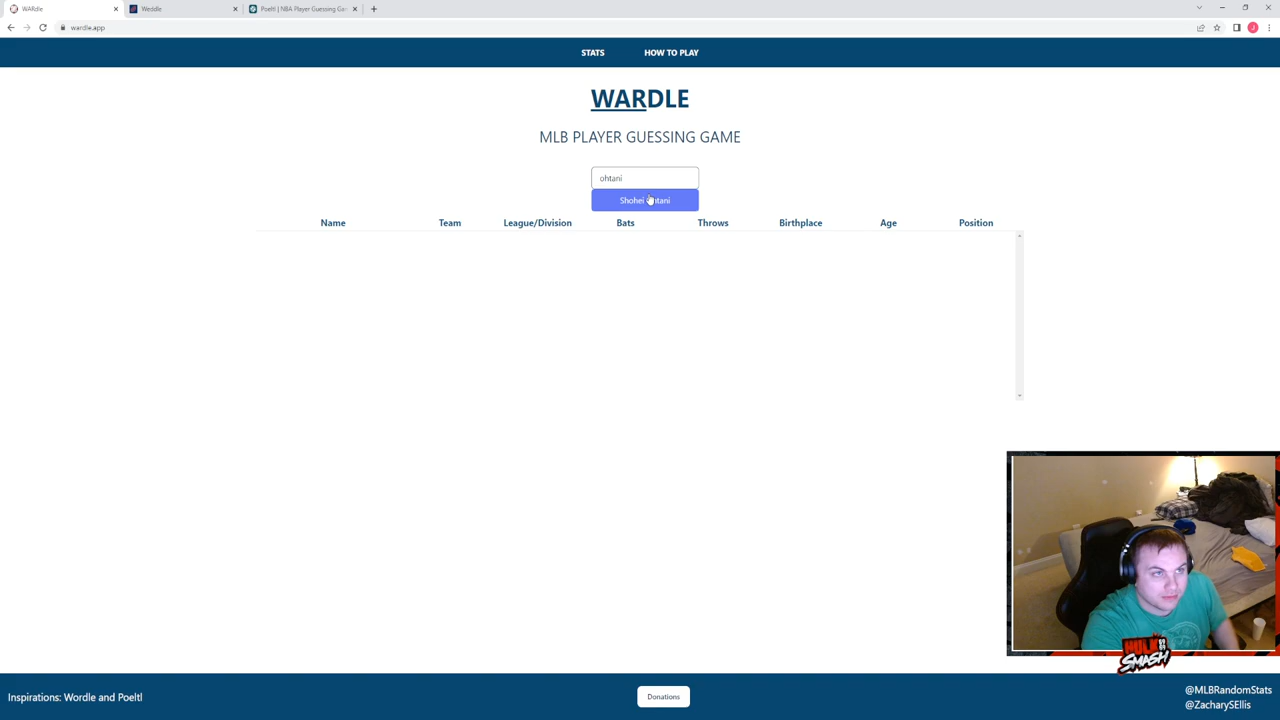 WARdle
Weddle
Poeltl | NBA Player Guessing Ga
wardle.app
J
STATS
HOW TO PLAY
WARDLE
MLB PLAYER GUESSING GAME
ohtani
Shohei Ohtani
Name Team League/Division Bats Throws Birthplace Age Position
HULK
SMASH
Inspirations: Wordle and Poeltl
Donations
@MLBRandomStats
@ZacharySEllis